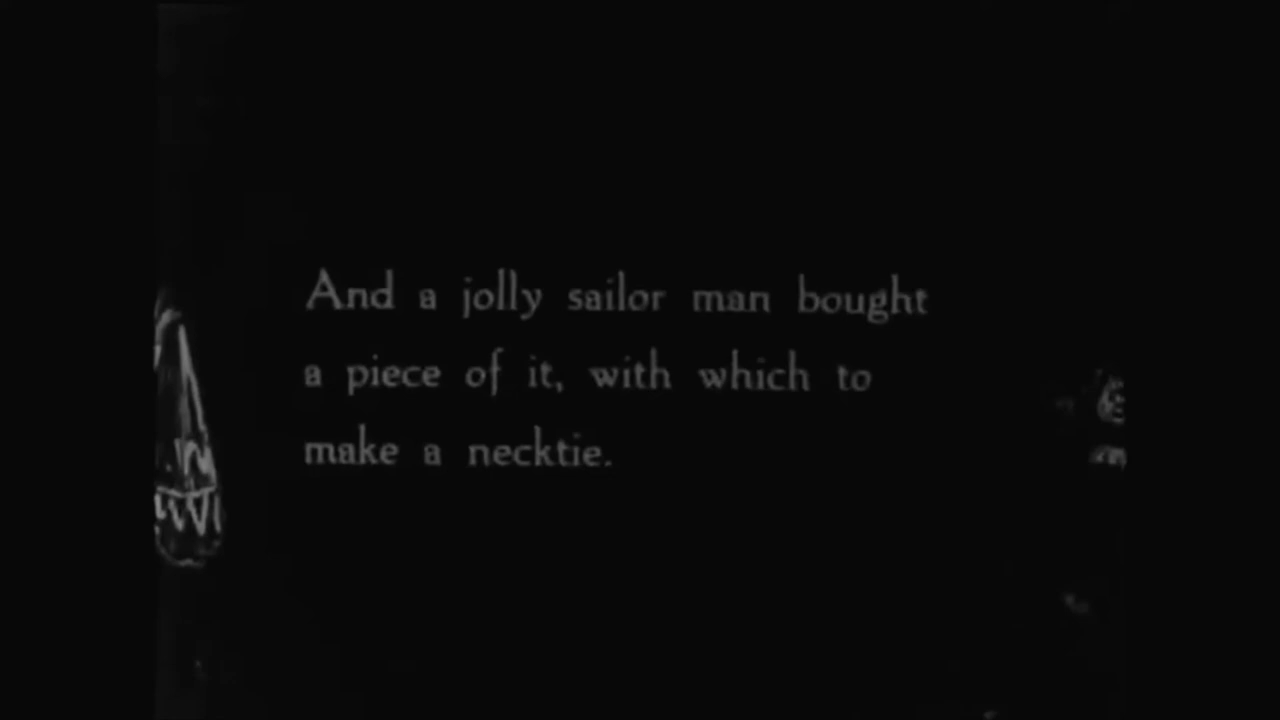 And a jolly sailor man bought
a piece of it, with which to
make a necktie.